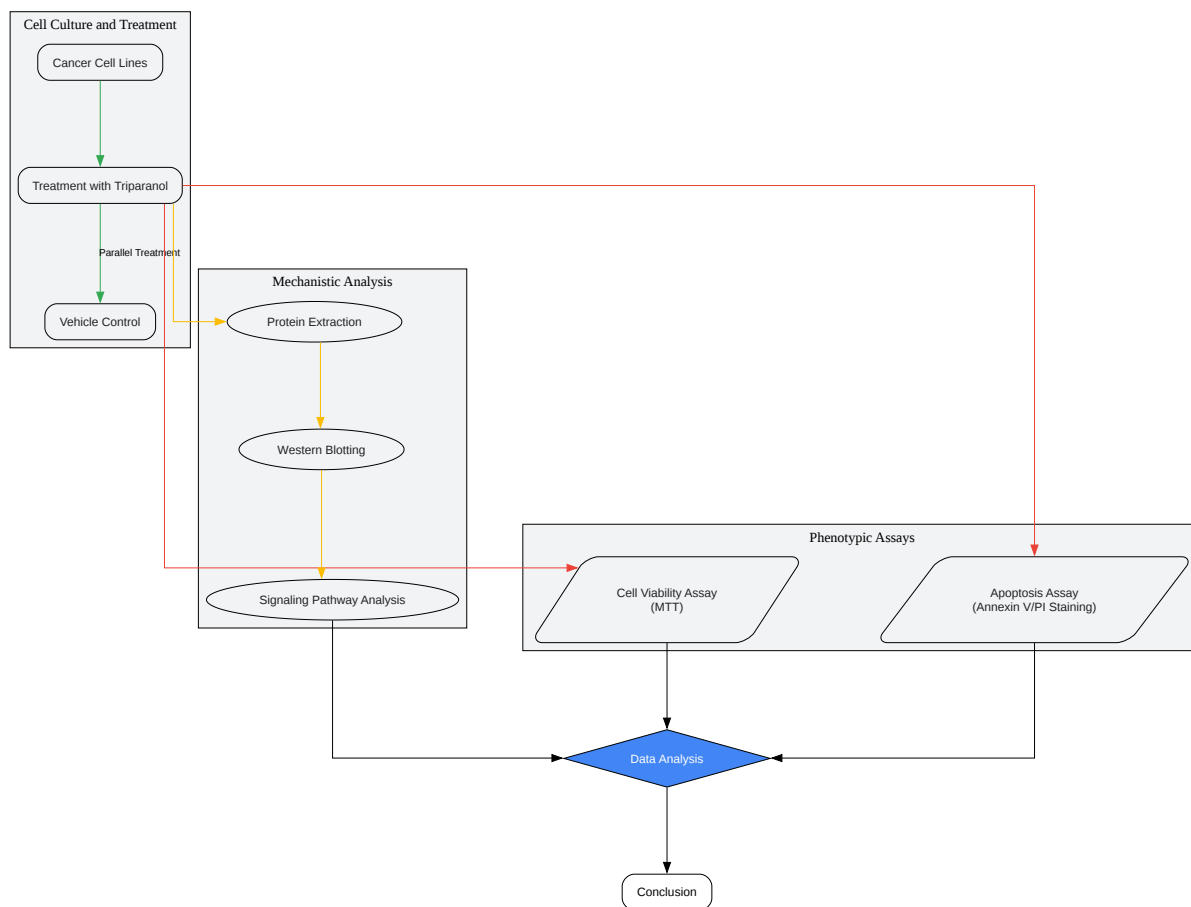 Cell Culture and Treatment
Cancer Cell Lines
Treatment with Triparanol
Parallel Treatment
Vehicle Control
Mechanistic Analysis
Protein Extraction
Western Blotting
Signaling Pathway Analysis
Phenotypic Assays
Cell Viability Assay
(MTT)
Apoptosis Assay
(Annexin V/PI Staining)
Data Analysis
Conclusion